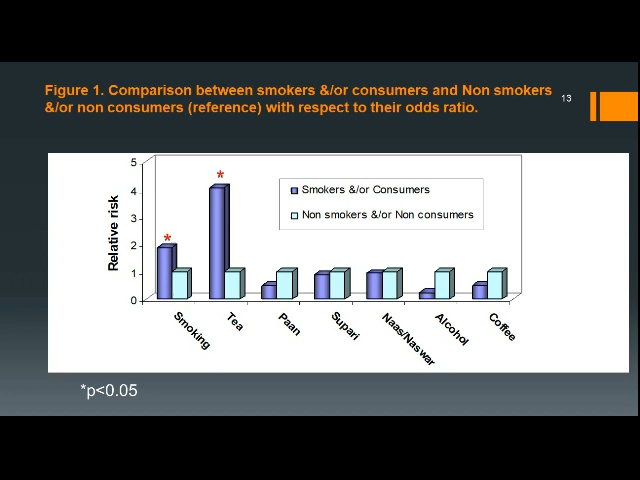 Figure 1. Comparison between smokers &/or consumers and Non smokers
&/or non consumers (reference) with respect to their odds ratio.
13
Relative risk
5
4
3
2
1
0
*
*
Smokers &/or Consumers
Non smokers &/or Non consumers
Smoking
Tea
Paan
Supari
Naas/Naswar
Alcohol
Coffee
*p<0.05